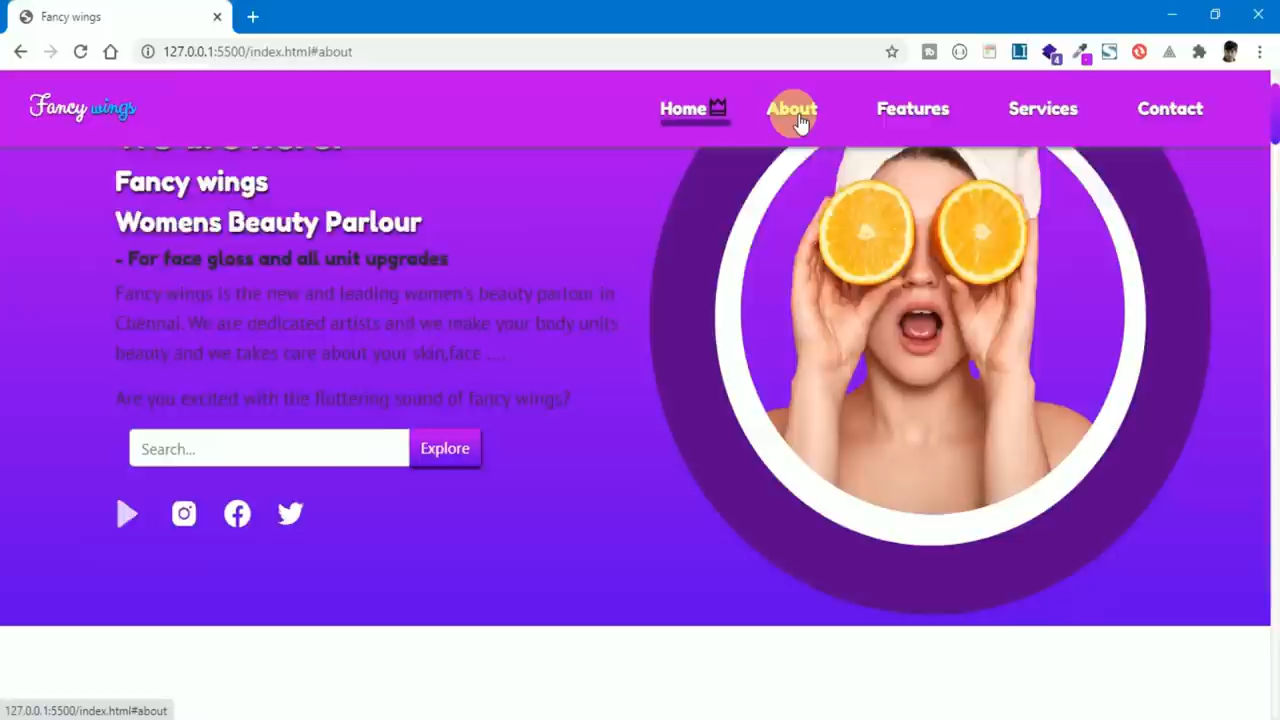 Fancy wings
127.0.0.1:5500/index.html#about
Fancy wings
Home
About
Features
Services
Contact
Fancy wings
Womens Beauty Parlour
- For face gloss and all unit upgrades
Fancy wings is the new and leading women's beauty parlour in
Chennai. We are dedicated artists and we make your body units
beauty and we takes care about your skin,face ....
Are you excited with the fluttering sound of fancy wings?
Search...
Explore
127.0.0.1:5500/index.html#about